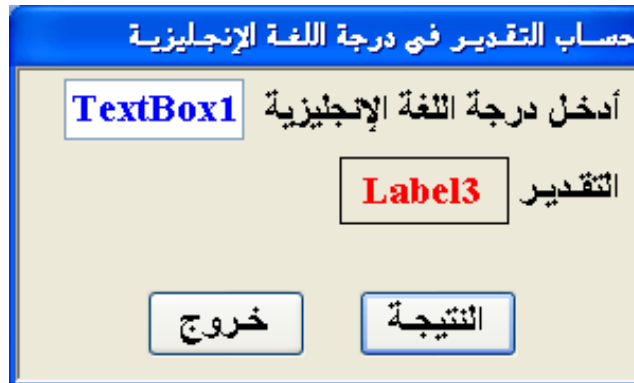 حساب التقدير في درجة اللغة الإنجليزية
أدخل درجة اللغة الإنجليزية TextBox1
التقدير Label3
النتيجة خروج